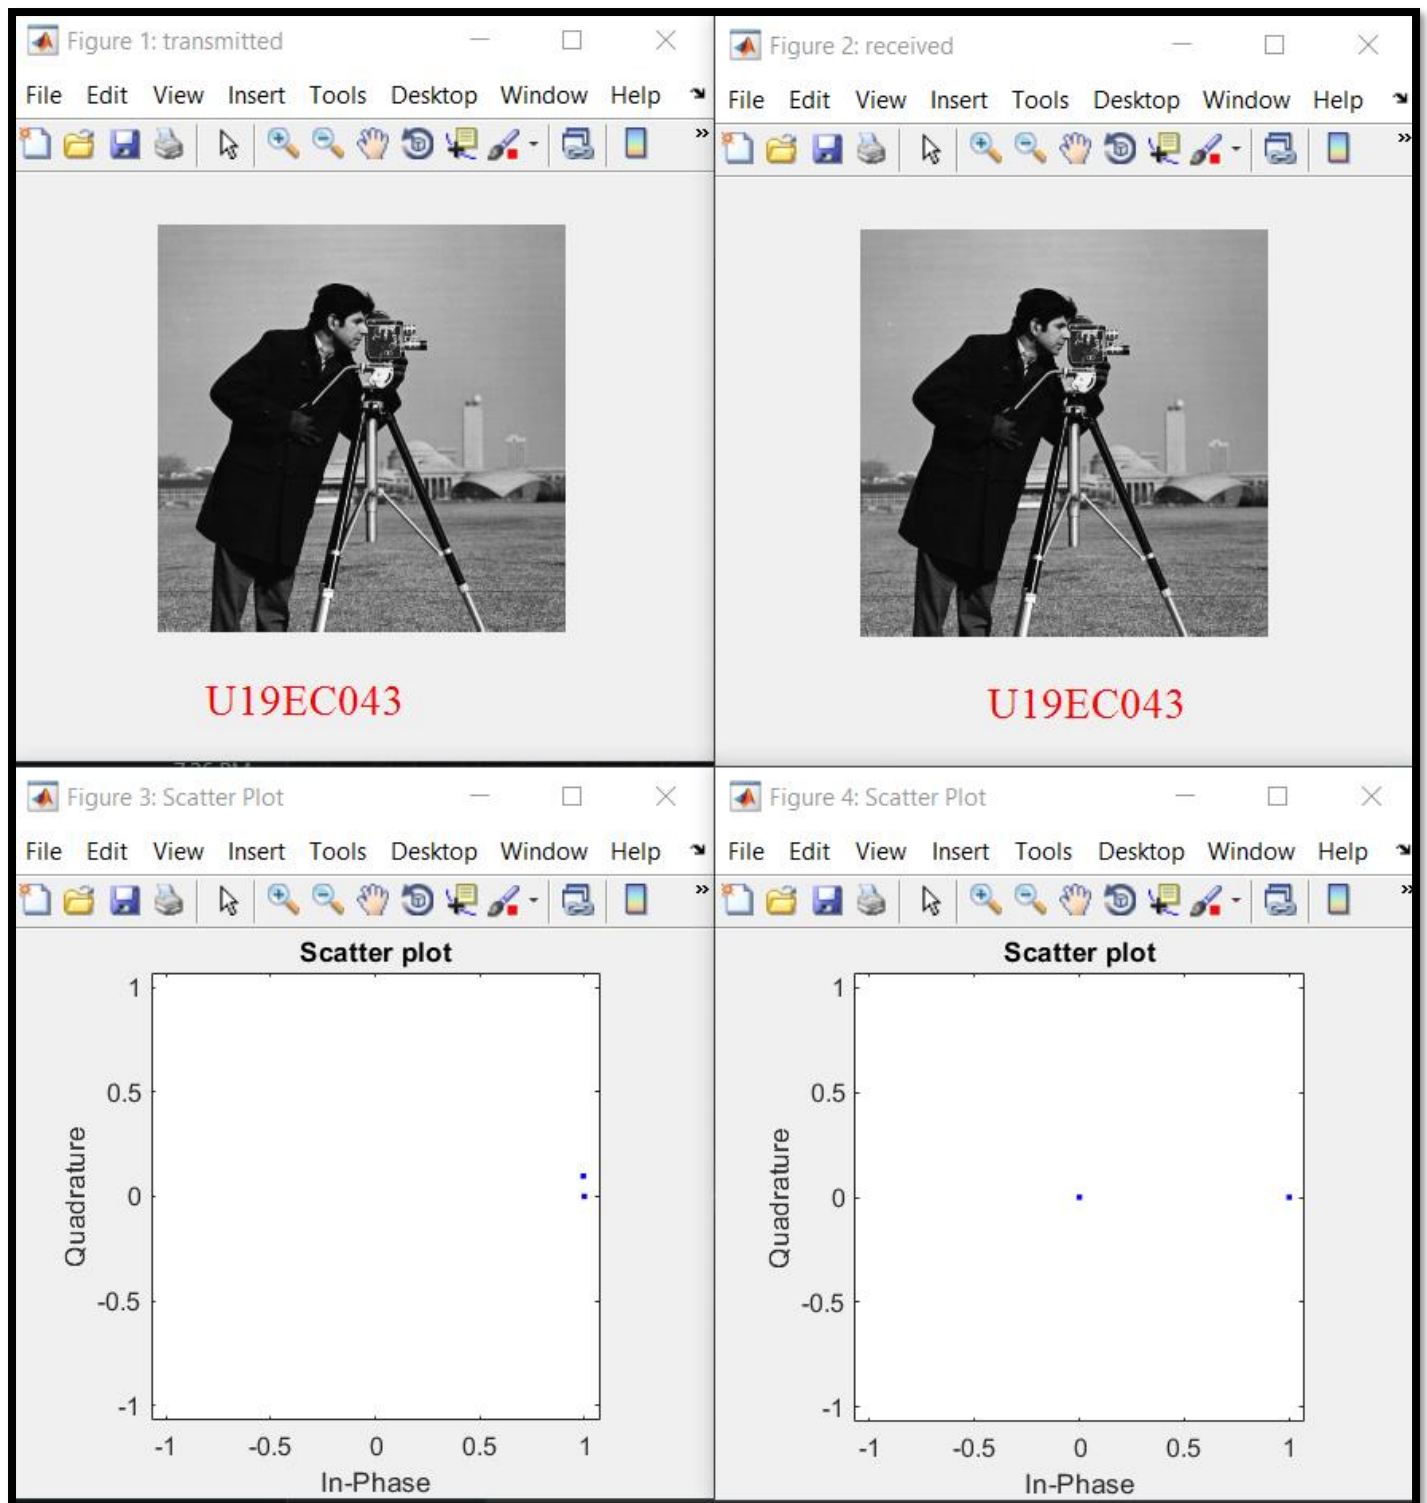 Figure 1: transmitted
File Edit View Insert Tools Desktop Window Help
U19EC043
Figure 2: received
File Edit View Insert Tools Desktop Window Help
U19EC043
Figure 3: Scatter Plot
File Edit View Insert Tools Desktop Window Help
Scatter plot
1
0.5
0
-0.5
-1
Quadrature
-1 -0.5 0 0.5 1
In-Phase
Figure 4: Scatter Plot
File Edit View Insert Tools Desktop Window Help
Scatter plot
1
0.5
0
-0.5
-1
Quadrature
-1 -0.5 0 0.5 1
In-Phase